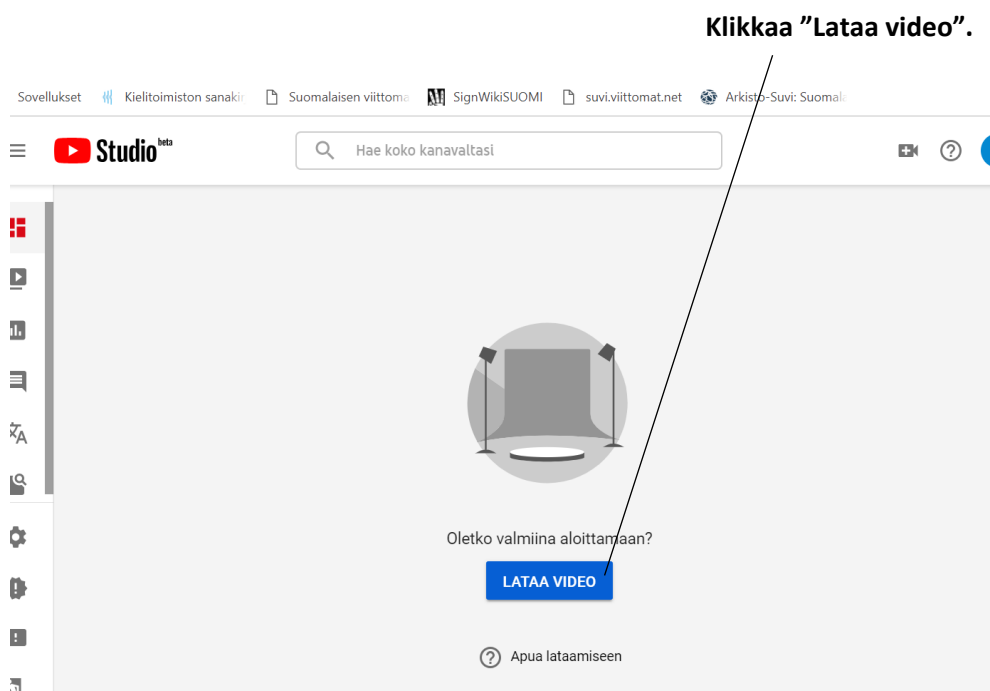 Klikkaa ”Lataa video”.
Sovellukset Kielitoimiston sanakir Suomalaisen viittoma SignWikiSUOMI suvi.viittomat.net Arkisto-Suvi: Suomala
Studio beta Hae koko kanavaltasi
Oletko valmiina aloittamaan?
LATAA VIDEO
Apua lataamiseen